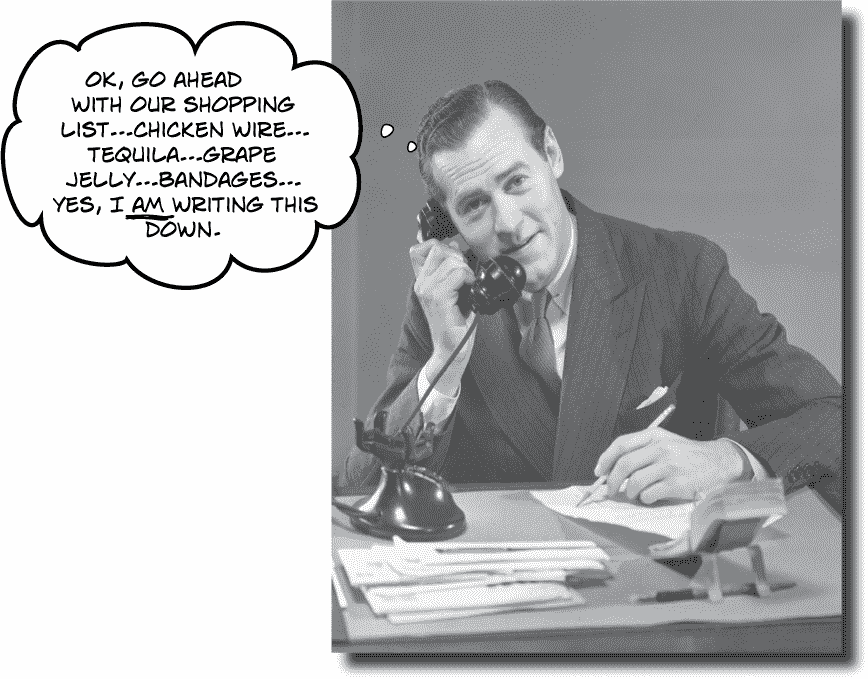 OK, GO AHEAD
WITH OUR SHOPPING
LIST...CHICKEN WIRE...
TEQUILA...GRAPE
JELLY...BANDAGES...
YES, I AM WRITING THIS
DOWN.